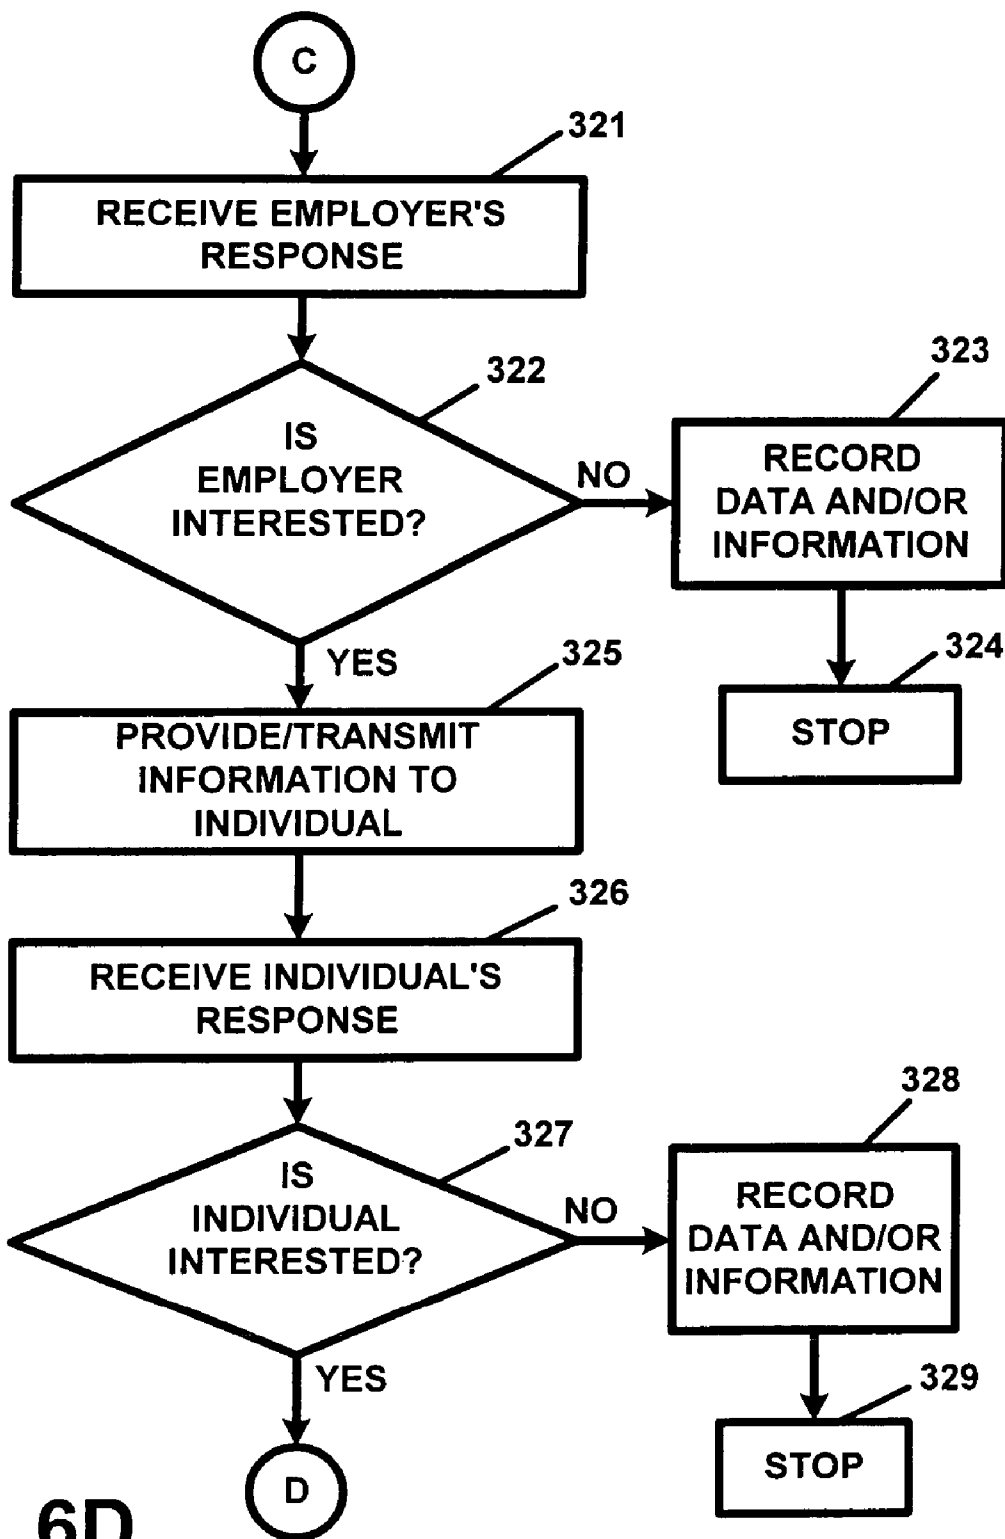 C
321
RECEIVE EMPLOYER'S
RESPONSE
322
IS
EMPLOYER
INTERESTED?
NO
323
RECORD
DATA AND/OR
INFORMATION
324
STOP
YES
325
PROVIDE/TRANSMIT
INFORMATION TO
INDIVIDUAL
326
RECEIVE INDIVIDUAL'S
RESPONSE
327
IS
INDIVIDUAL
INTERESTED?
NO
328
RECORD
DATA AND/OR
INFORMATION
329
STOP
YES
D
6D